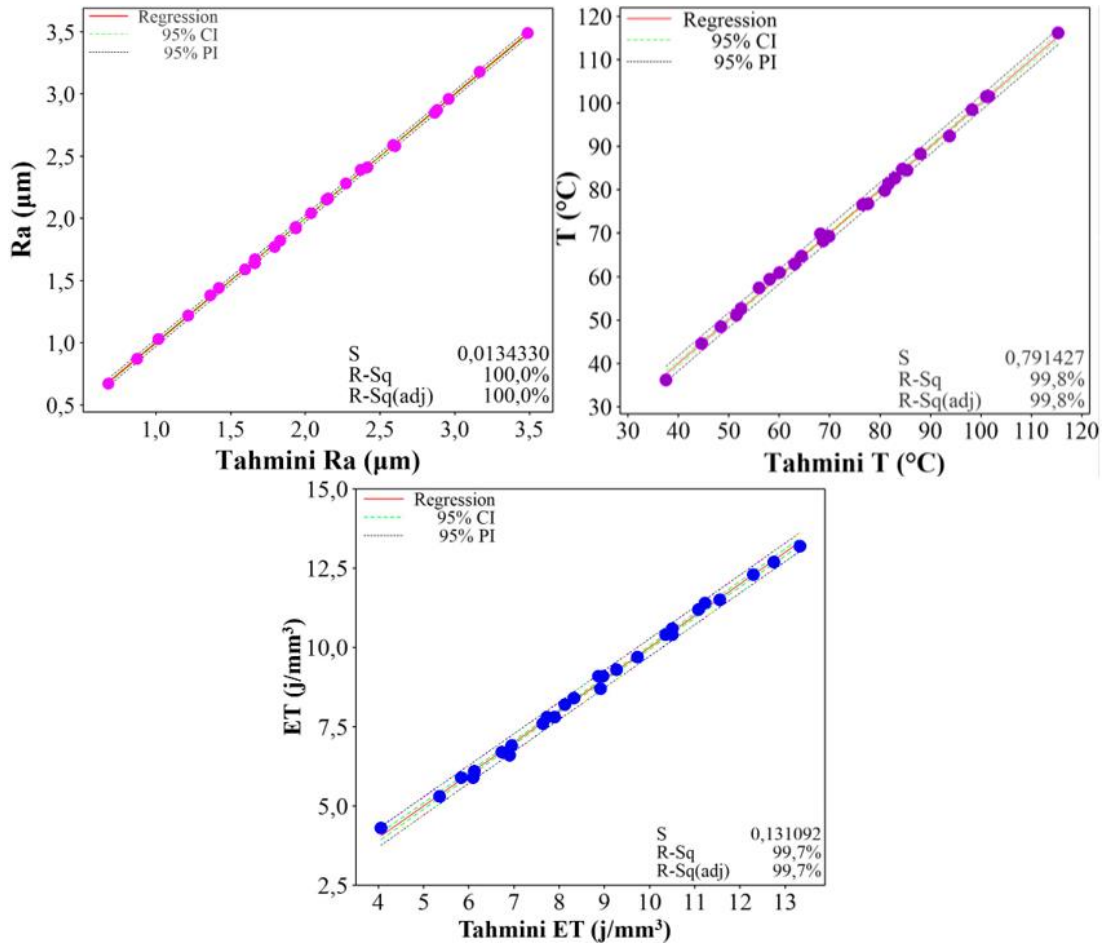 3,5
3,0
2,5
2,0
1,5
1,0
0,5
Ra (µm)
Regression
95% CI
95% PI
S 0,0134330
R-Sq 100,0%
R-Sq(adj) 100,0%
1,0 1,5 2,0 2,5 3,0 3,5
Tahmini Ra (µm)
120
110
100
90
80
70
60
50
40
30
T (°C)
Regression
95% CI
95% PI
S 0,791427
R-Sq 99,8%
R-Sq(adj) 99,8%
30 40 50 60 70 80 90 100 110 120
Tahmini T (°C)
15,0
12,5
10,0
7,5
5,0
2,5
ET (j/mm³)
Regression
95% CI
95% PI
S 0,131092
R-Sq 99,7%
R-Sq(adj) 99,7%
4 5 6 7 8 9 10 11 12 13
Tahmini ET (j/mm³)